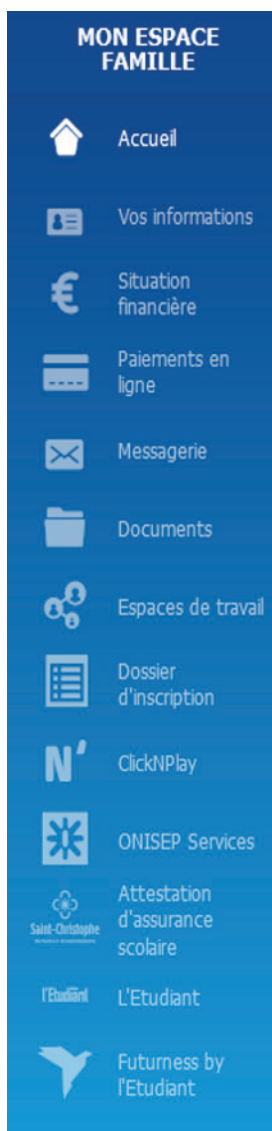 MON ESPACE
FAMILLE
Accueil
Vos informations
Situation
financière
Paiements en
ligne
Messagerie
Documents
Espaces de travail
Dossier
d'inscription
N'
ClickNPlay
ONISEP Services
Saint-Christophe
Attestation
d'assurance
scolaire
l'Etudiant
L'Etudiant
Futurness by
l'Etudiant